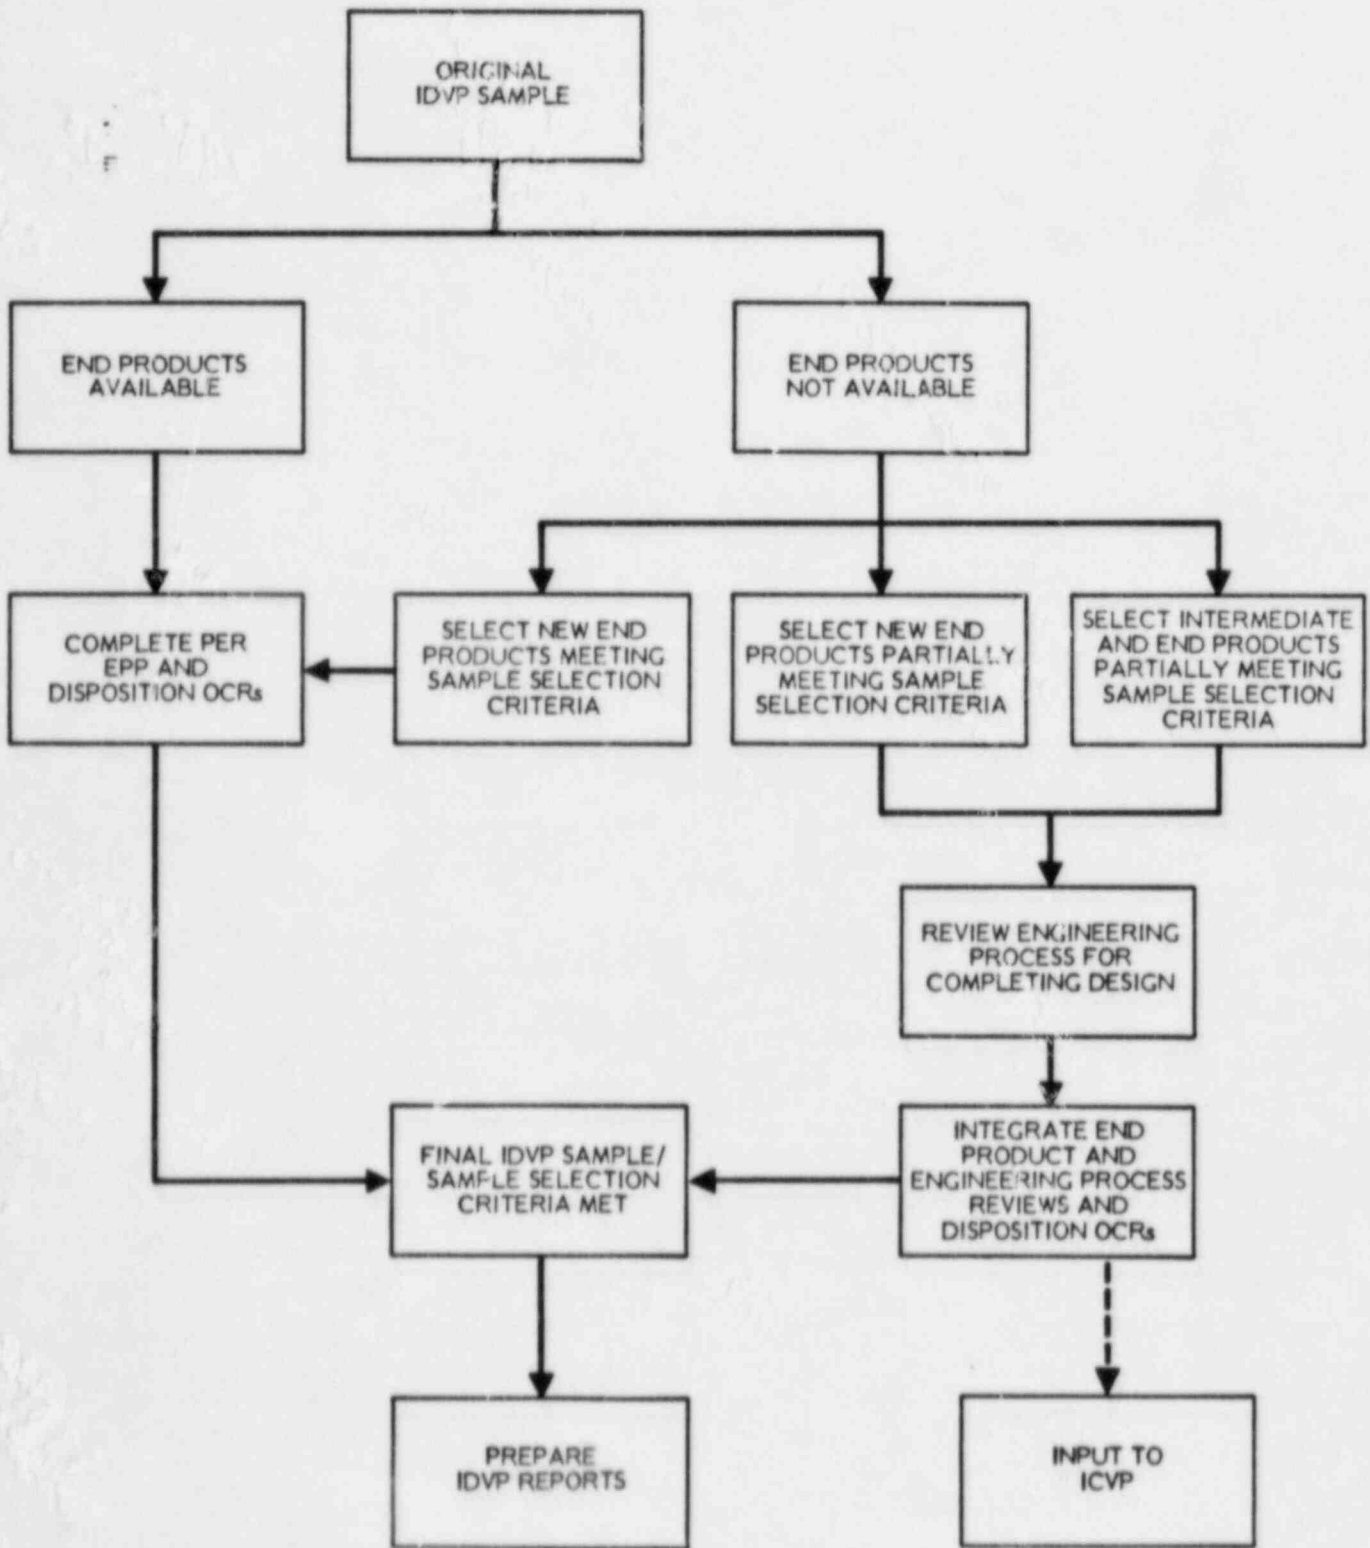 ORIGINAL
IDVP SAMPLE
END PRODUCTS
AVAILABLE
END PRODUCTS
NOT AVAILABLE
COMPLETE PER
EPP AND
DISPOSITION OCRs
SELECT NEW END
PRODUCTS MEETING
SAMPLE SELECTION
CRITERIA
SELECT NEW END
PRODUCTS PARTIALLY
MEETING SAMPLE
SELECTION CRITERIA
SELECT INTERMEDIATE
AND END PRODUCTS
PARTIALLY MEETING
SAMPLE SELECTION
CRITERIA
REVIEW ENGINEERING
PROCESS FOR
COMPLETING DESIGN
FINAL IDVP SAMPLE/
SAMPLE SELECTION
CRITERIA MET
INTEGRATE END
PRODUCT AND
ENGINEERING PROCESS
REVIEWS AND
DISPOSITION OCRs
PREPARE
IDVP REPORTS
INPUT TO
ICVP